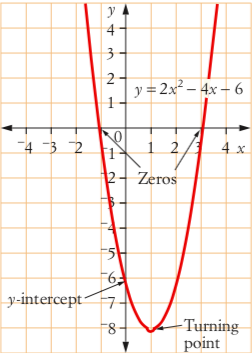 y
4
3
2
1
y = 2x² – 4x – 6
0
–4 –3 –2 1 2 3 4 x
–1
–2
Zeros
–3
–4
–5
–6
y-intercept
–7
–8
Turning
point